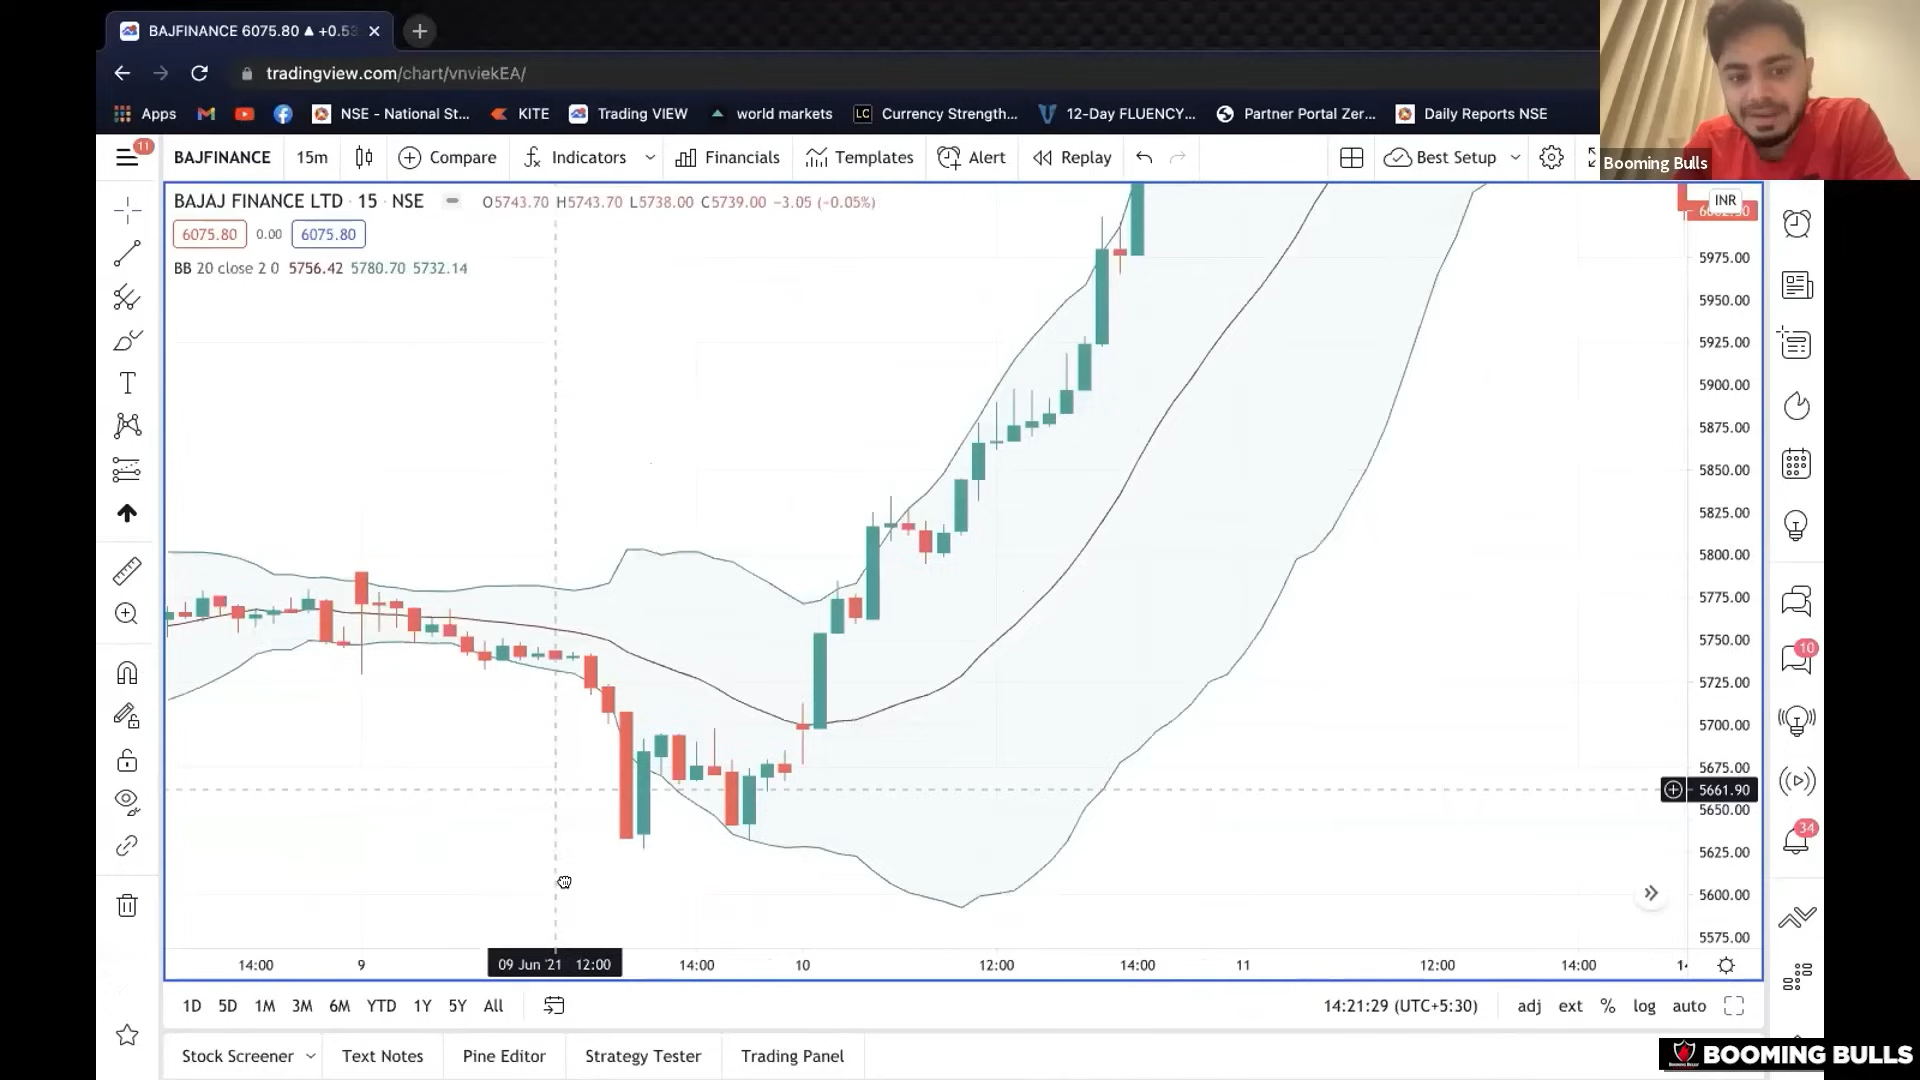 BAJFINANCE 6075.80 ▲ +0.53
tradingview.com/chart/vnviekEA/
Apps NSE - National St... KITE Trading VIEW world markets LC Currency Strength... 12-Day FLUENCY... Partner Portal Zer... Daily Reports NSE
Booming Bulls
11 BAJFINANCE 15m Compare Indicators Financials Templates Alert Replay Best Setup
BAJAJ FINANCE LTD · 15 · NSE O5743.70 H5743.70 L5738.00 C5739.00 −3.05 (−0.05%)
INR
6075.80 0.00 6075.80
BB 20 close 2 0 5756.42 5780.70 5732.14
5975.00
5950.00
5925.00
5900.00
5875.00
5850.00
5825.00
5800.00
5775.00
5750.00
5725.00
5700.00
5675.00
5661.90
5650.00
5625.00
5600.00
5575.00
10
34
14:00 9 09 Jun '21 12:00 14:00 10 12:00 14:00 11 12:00 14:00
1D 5D 1M 3M 6M YTD 1Y 5Y All 14:21:29 (UTC+5:30) adj ext % log auto
Stock Screener Text Notes Pine Editor Strategy Tester Trading Panel
BOOMING BULLS